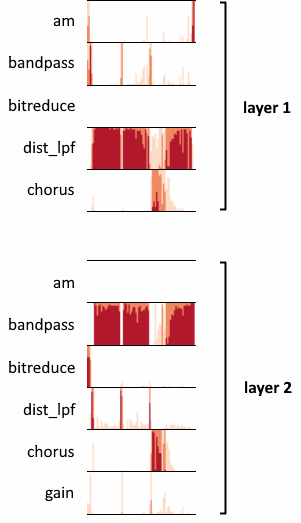 am
bandpass
bitreduce
layer 1
dist_lpf
chorus
am
bandpass
bitreduce
layer 2
dist_lpf
chorus
gain